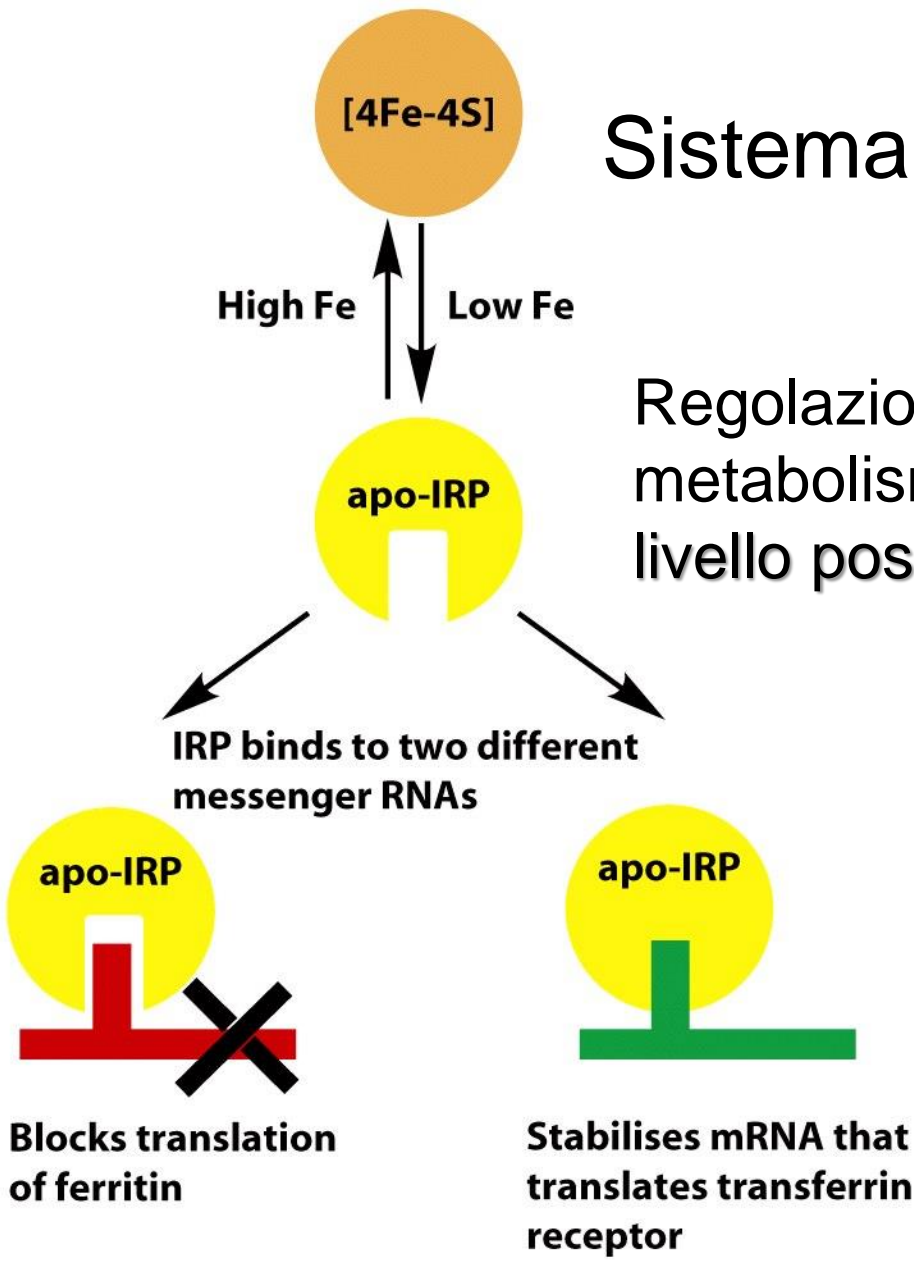 [4Fe-4S]
Sistema
High Fe
Low Fe
Regolazio
metabolism
livello pos
apo-IRP
IRP binds to two different
messenger RNAs
apo-IRP
apo-IRP
Blocks translation
of ferritin
Stabilises mRNA that
translates transferrin
receptor